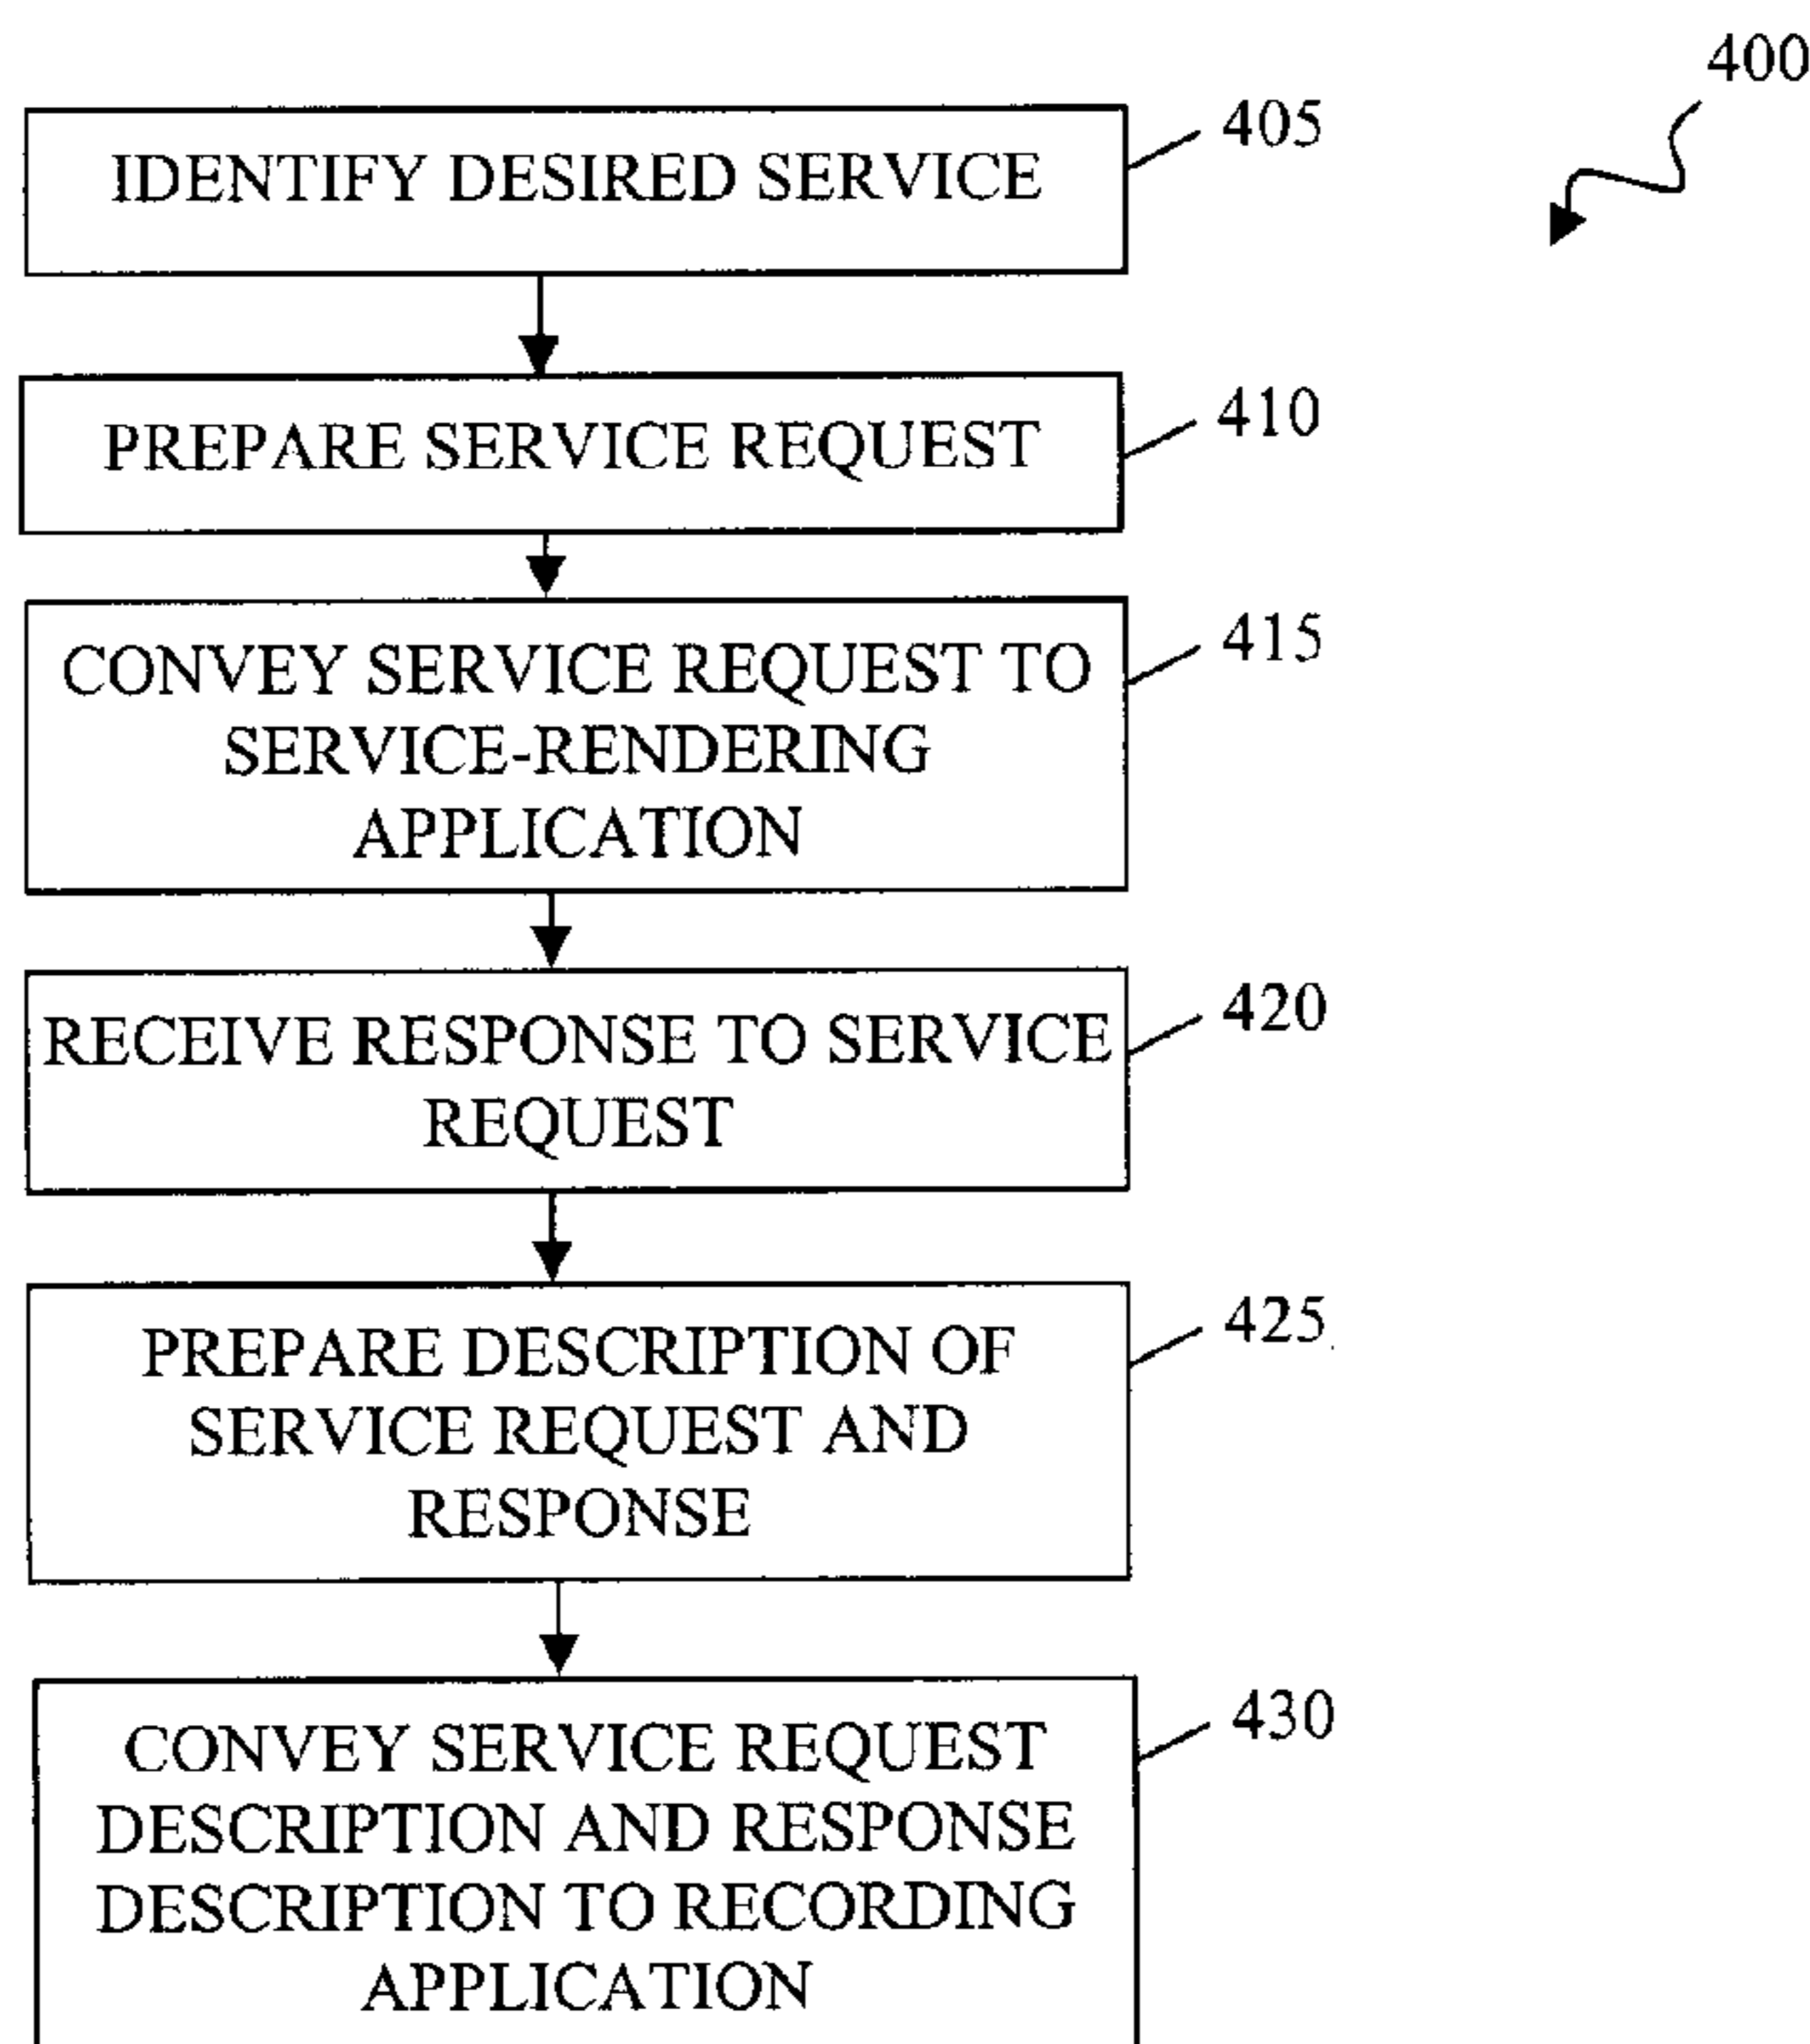 400
IDENTIFY DESIRED SERVICE
405
PREPARE SERVICE REQUEST
410
CONVEY SERVICE REQUEST TO
SERVICE-RENDERING
APPLICATION
415
RECEIVE RESPONSE TO SERVICE
REQUEST
420
PREPARE DESCRIPTION OF
SERVICE REQUEST AND
RESPONSE
425
CONVEY SERVICE REQUEST
DESCRIPTION AND RESPONSE
DESCRIPTION TO RECORDING
APPLICATION
430